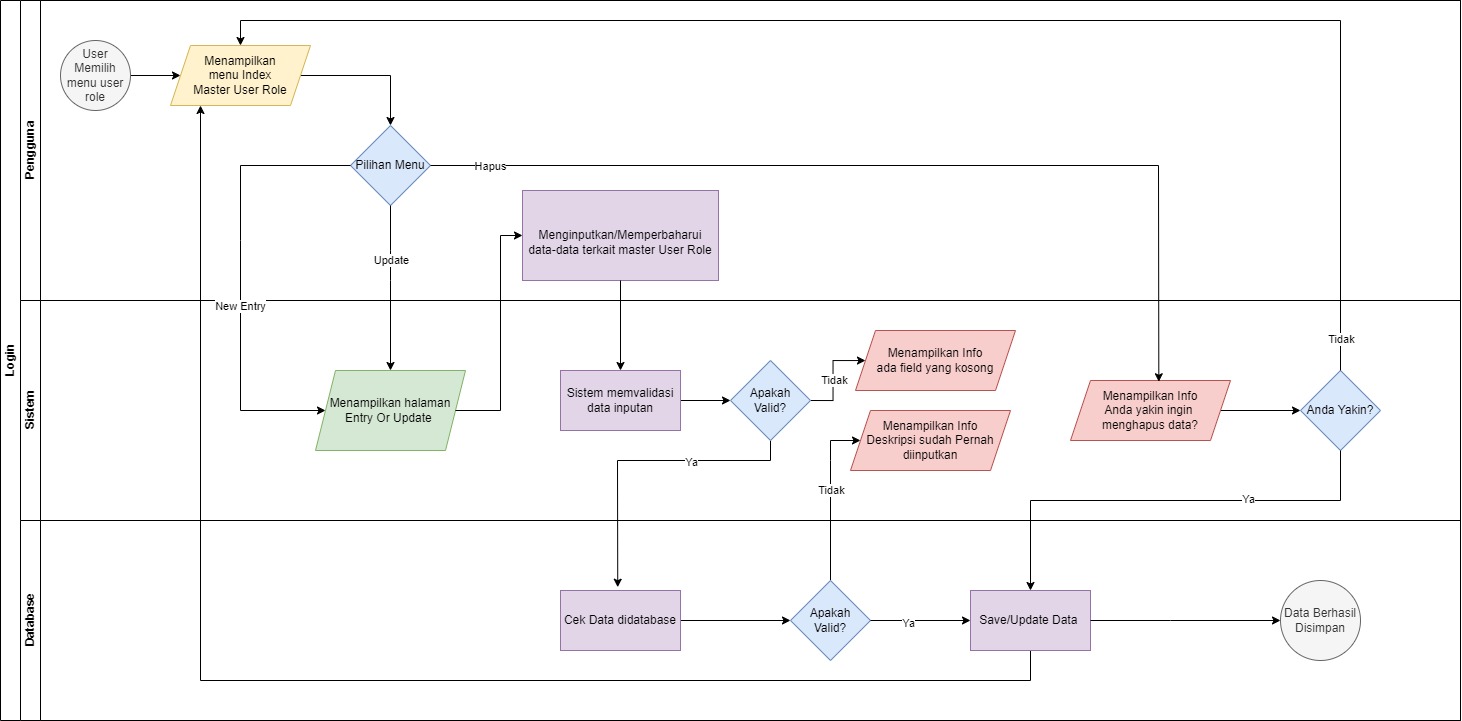 Login
Pengguna
User
Memilih
menu user
role
Menampilkan
menu Index
Master User Role
Pilihan Menu
Hapus
Update
New Entry
Menginputkan/Memperbaharui
data-data terkait master User Role
Sistem
Menampilkan halaman
Entry Or Update
Sistem memvalidasi
data inputan
Apakah
Valid?
Tidak
Menampilkan Info
ada field yang kosong
Menampilkan Info
Deskripsi sudah Pernah
diinputkan
Tidak
Ya
Menampilkan Info
Anda yakin ingin
menghapus data?
Anda Yakin?
Tidak
Ya
Database
Cek Data didatabase
Apakah
Valid?
Ya
Save/Update Data
Data Berhasil
Disimpan